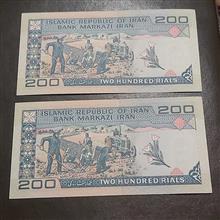 ISLAMIC REPUBLIC OF IRAN
200
BANK MARKAZI IRAN
200
TWO HUNDRED RIALS
ISLAMIC REPUBLIC OF IRAN
200
BANK MARKAZI IRAN
200
TWO HUNDRED RIALS